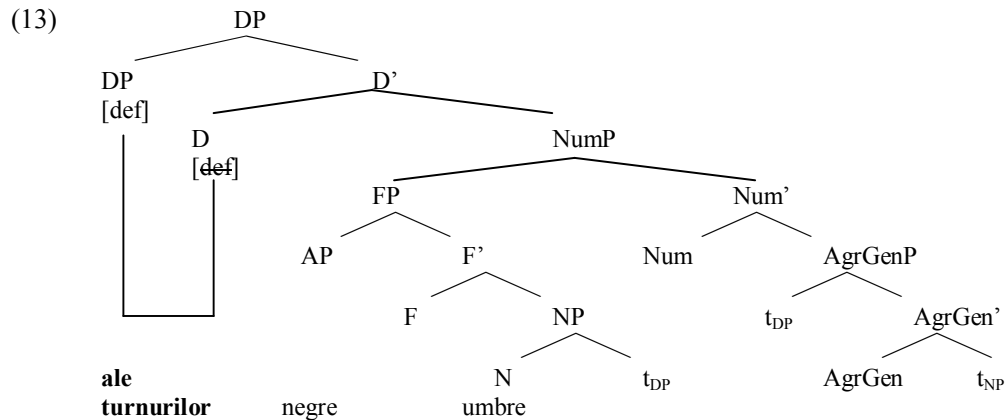 (13) DP
DP D’
[def]
D NumP
[def]
FP Num’
AP F’ Num AgrGenP
F NP tDP AgrGen’
ale N tDP AgrGen tNP
turnurilor negre umbre